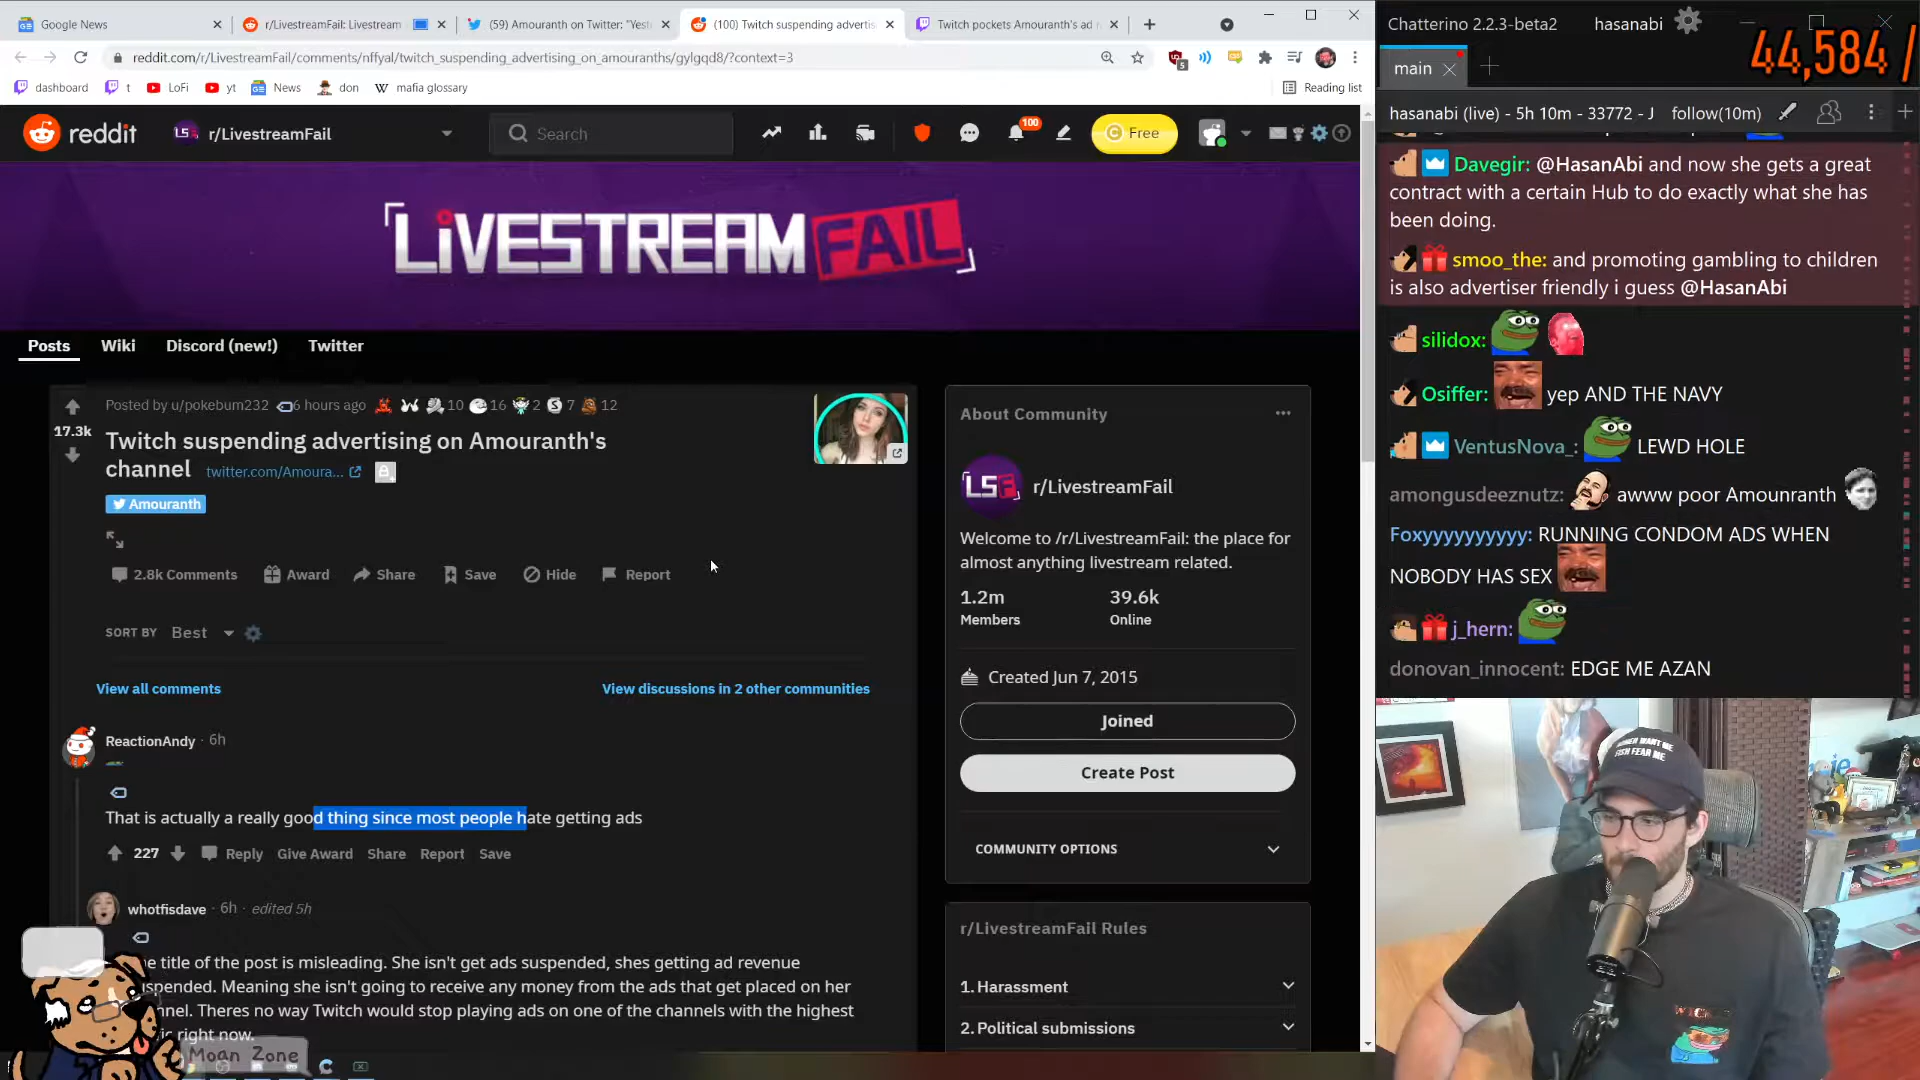 Google News
r/LivestreamFail: Livestream
(59) Amouranth on Twitter: "Yest
(100) Twitch suspending advertis
Twitch pockets Amouranth's ad r
reddit.com/r/LivestreamFail/comments/nffyal/twitch_suspending_advertising_on_amouranths/gylgqd8/?context=3
dashboard
t
LoFi
yt
News
don
mafia glossary
Reading list
reddit
r/LivestreamFail
Search
100
Free
LIVESTREAM FAIL
Posts
Wiki
Discord (new!)
Twitter
17.3k
Posted by u/pokebum232 6 hours ago 10 16 2 7 12
Twitch suspending advertising on Amouranth's
channel twitter.com/Amoura...
Amouranth
2.8k Comments
Award
Share
Save
Hide
Report
SORT BY Best
View all comments
View discussions in 2 other communities
ReactionAndy · 6h
That is actually a really good thing since most people hate getting ads
227 Reply Give Award Share Report Save
whotfisdave · 6h · edited 5h
e title of the post is misleading. She isn't get ads suspended, shes getting ad revenue
spended. Meaning she isn't going to receive any money from the ads that get placed on her
nnel. Theres no way Twitch would stop playing ads on one of the channels with the highest
right now.
Moan Zone
About Community
LSF
r/LivestreamFail
Welcome to /r/LivestreamFail: the place for
almost anything livestream related.
1.2m
Members
39.6k
Online
Created Jun 7, 2015
Joined
Create Post
COMMUNITY OPTIONS
r/LivestreamFail Rules
1. Harassment
2. Political submissions
Chatterino 2.2.3-beta2
hasanabi
44,584 /
main
hasanabi (live) - 5h 10m - 33772 - J
follow(10m)
Davegir: @HasanAbi and now she gets a great
contract with a certain Hub to do exactly what she has
been doing.
smoo_the: and promoting gambling to children
is also advertiser friendly i guess @HasanAbi
silidox:
Osiffer: yep AND THE NAVY
VentusNova_: LEWD HOLE
amongusdeeznutz: awww poor Amounranth
Foxyyyyyyyyyy: RUNNING CONDOM ADS WHEN
NOBODY HAS SEX
j_hern:
donovan_innocent: EDGE ME AZAN
WOMEN WANT ME
FISH FEAR ME